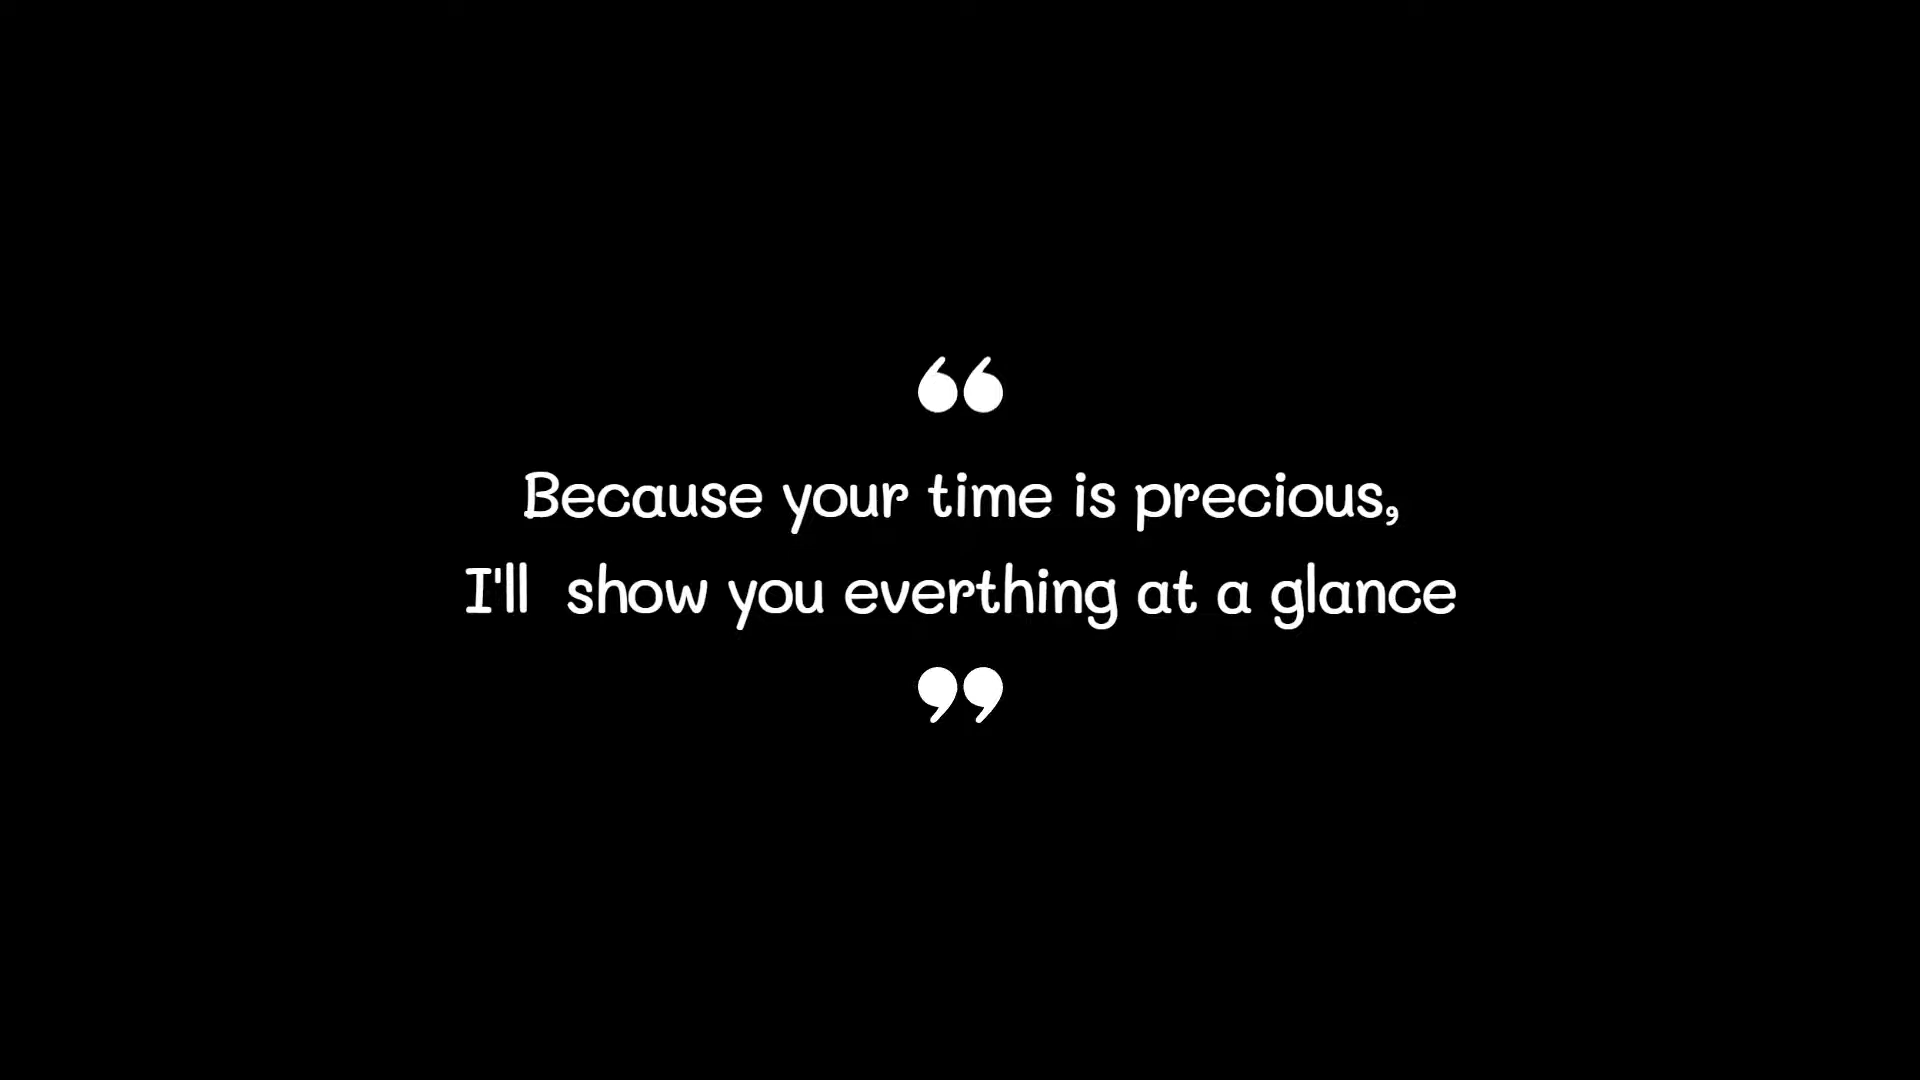 “
Because your time is precious,
I'll  show you everthing at a glance
”